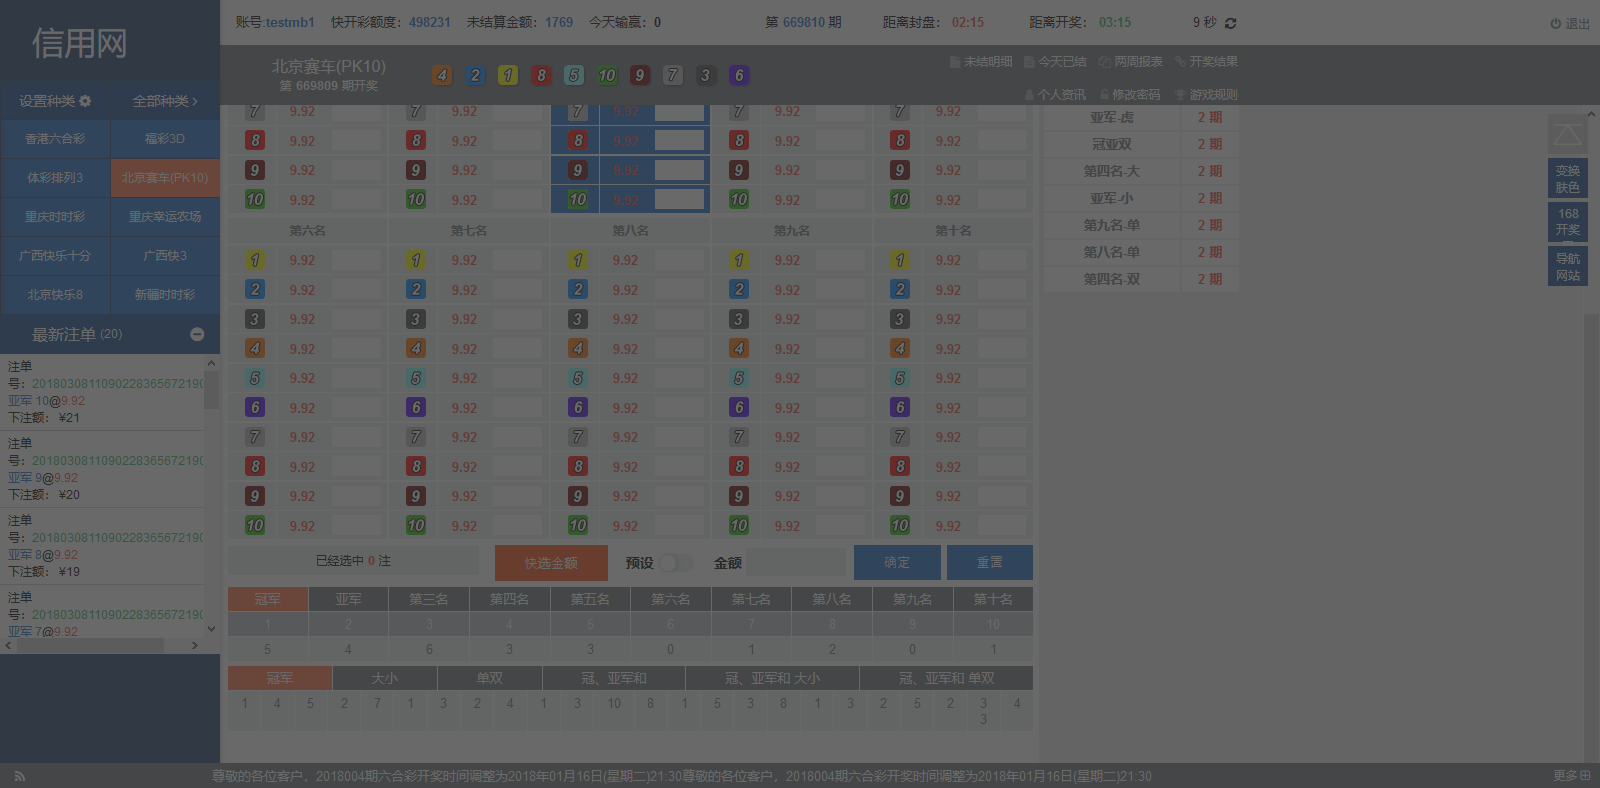 信用网
账号:testmb1 快开彩额度：498231 未结算金额：1769 今天输赢：0 第 669810 期 距离封盘：02:15 距离开奖：03:15 9 秒 退出
北京赛车(PK10)
第 669809 期开奖
4 2 1 8 5 10 9 7 3 6
未结明细 今天已结 两周报表 开奖结果
个人资讯 修改密码 游戏规则
设置种类 全部种类
香港六合彩 福彩3D
体彩排列3 北京赛车(PK10)
重庆时时彩 重庆幸运农场
广西快乐十分 广西快3
北京快乐8 新疆时时彩
最新注单 (20)
注单
号：2018030811090228365672190
亚军 10@9.92
下注额：¥21
注单
号：2018030811090228365672190
亚军 9@9.92
下注额：¥20
注单
号：2018030811090228365672190
亚军 8@9.92
下注额：¥19
注单
号：2018030811090228365672190
亚军 7@9.92
7 9.92 7 9.92 7 9.92 7 9.92 7 9.92
8 9.92 8 9.92 8 9.92 8 9.92 8 9.92
9 9.92 9 9.92 9 9.92 9 9.92 9 9.92
10 9.92 10 9.92 10 9.92 10 9.92 10 9.92
第六名 第七名 第八名 第九名 第十名
1 9.92 1 9.92 1 9.92 1 9.92 1 9.92
2 9.92 2 9.92 2 9.92 2 9.92 2 9.92
3 9.92 3 9.92 3 9.92 3 9.92 3 9.92
4 9.92 4 9.92 4 9.92 4 9.92 4 9.92
5 9.92 5 9.92 5 9.92 5 9.92 5 9.92
6 9.92 6 9.92 6 9.92 6 9.92 6 9.92
7 9.92 7 9.92 7 9.92 7 9.92 7 9.92
8 9.92 8 9.92 8 9.92 8 9.92 8 9.92
9 9.92 9 9.92 9 9.92 9 9.92 9 9.92
10 9.92 10 9.92 10 9.92 10 9.92 10 9.92
已经选中 0 注 快选金额 预设 金额 确定 重置
冠军 亚军 第三名 第四名 第五名 第六名 第七名 第八名 第九名 第十名
1 2 3 4 5 6 7 8 9 10
5 4 6 3 3 0 1 2 0 1
冠军 大小 单双 冠、亚军和 冠、亚军和 大小 冠、亚军和 单双
1 4 5 2 7 1 3 2 4 1 3 10 8 1 5 3 8 1 3 2 5 2 3 4
3
亚军-虎 2 期
冠亚双 2 期
第四名-大 2 期
亚军-小 2 期
第九名-单 2 期
第八名-单 2 期
第四名-双 2 期
变换
肤色
168
开奖
导航
网站
尊敬的各位客户，2018004期六合彩开奖时间调整为2018年01月16日(星期二)21:30尊敬的各位客户，2018004期六合彩开奖时间调整为2018年01月16日(星期二)21:30
更多